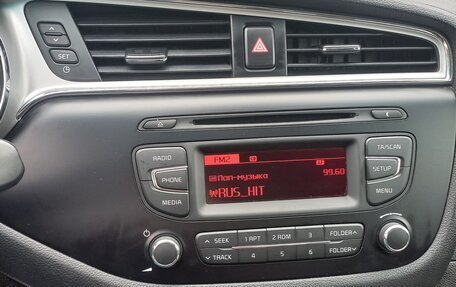 SET
RADIO
PHONE
MEDIA
FM2
Поп-музыка 99.60
RUS_HIT
TA/SCAN
SETUP
MENU
SEEK 1 RPT 2 RDM 3 FOLDER
TRACK 4 5 6 FOLDER